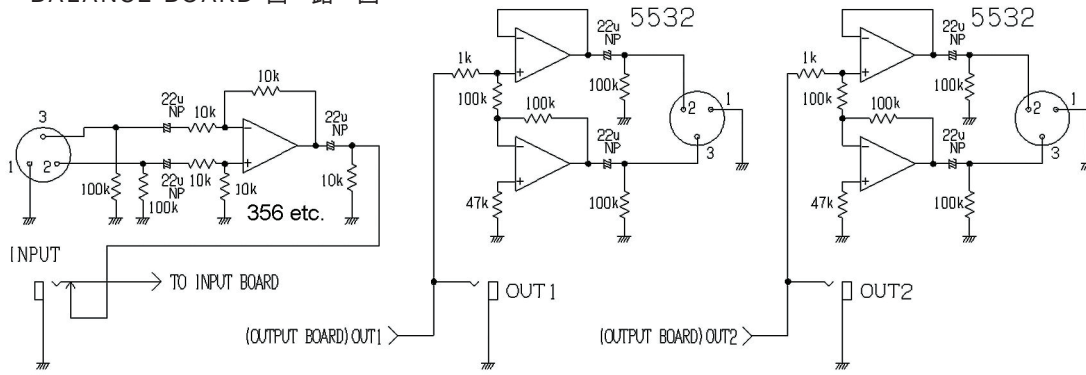 BALANCE BOARD 回 路 図
5532
5532
22u
NP
22u
NP
1k
1k
10k
100k
100k
22u
NP
100k
100k
10k
22u
NP
100k
100k
2
1
2
1
3
22u
NP
22u
NP
3
3
1
2
10k
10k
22u
NP
100k
100k
10k
356 etc.
47k
100k
47k
100k
INPUT
TO INPUT BOARD
OUT1
OUT2
(OUTPUT BOARD) OUT1
(OUTPUT BOARD) OUT2